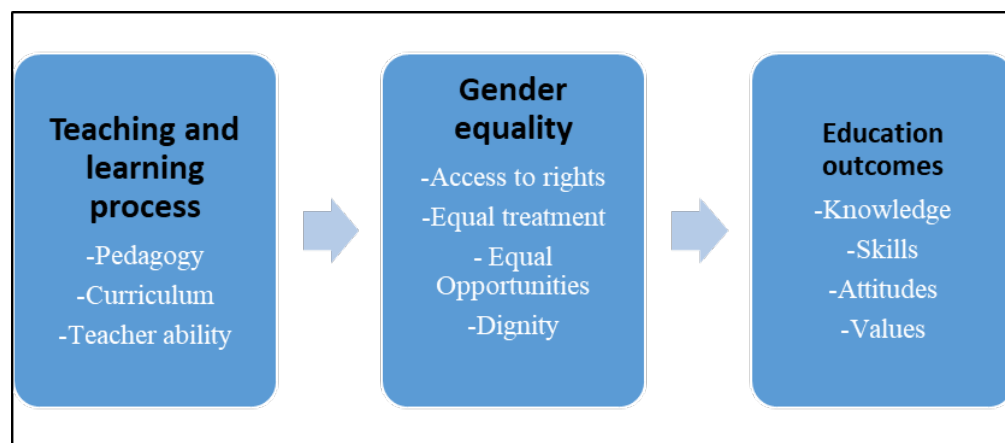 Teaching and
learning
process
-Pedagogy
-Curriculum
-Teacher ability
Gender
equality
-Access to rights
-Equal treatment
- Equal
Opportunities
-Dignity
Education
outcomes
-Knowledge
-Skills
-Attitudes
-Values